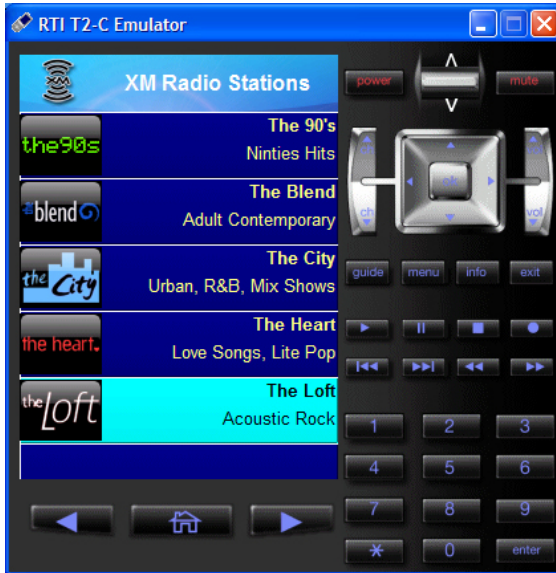 RTI T2-C Emulator
XM Radio Stations
power
mute
the90s
The 90's
Ninties Hits
blend
The Blend
Adult Contemporary
ok
ch
vol
the City
The City
Urban, R&B, Mix Shows
guide menu info exit
the heart.
The Heart
Love Songs, Lite Pop
the Loft
The Loft
Acoustic Rock
1 2 3
4 5 6
7 8 9
* 0 enter